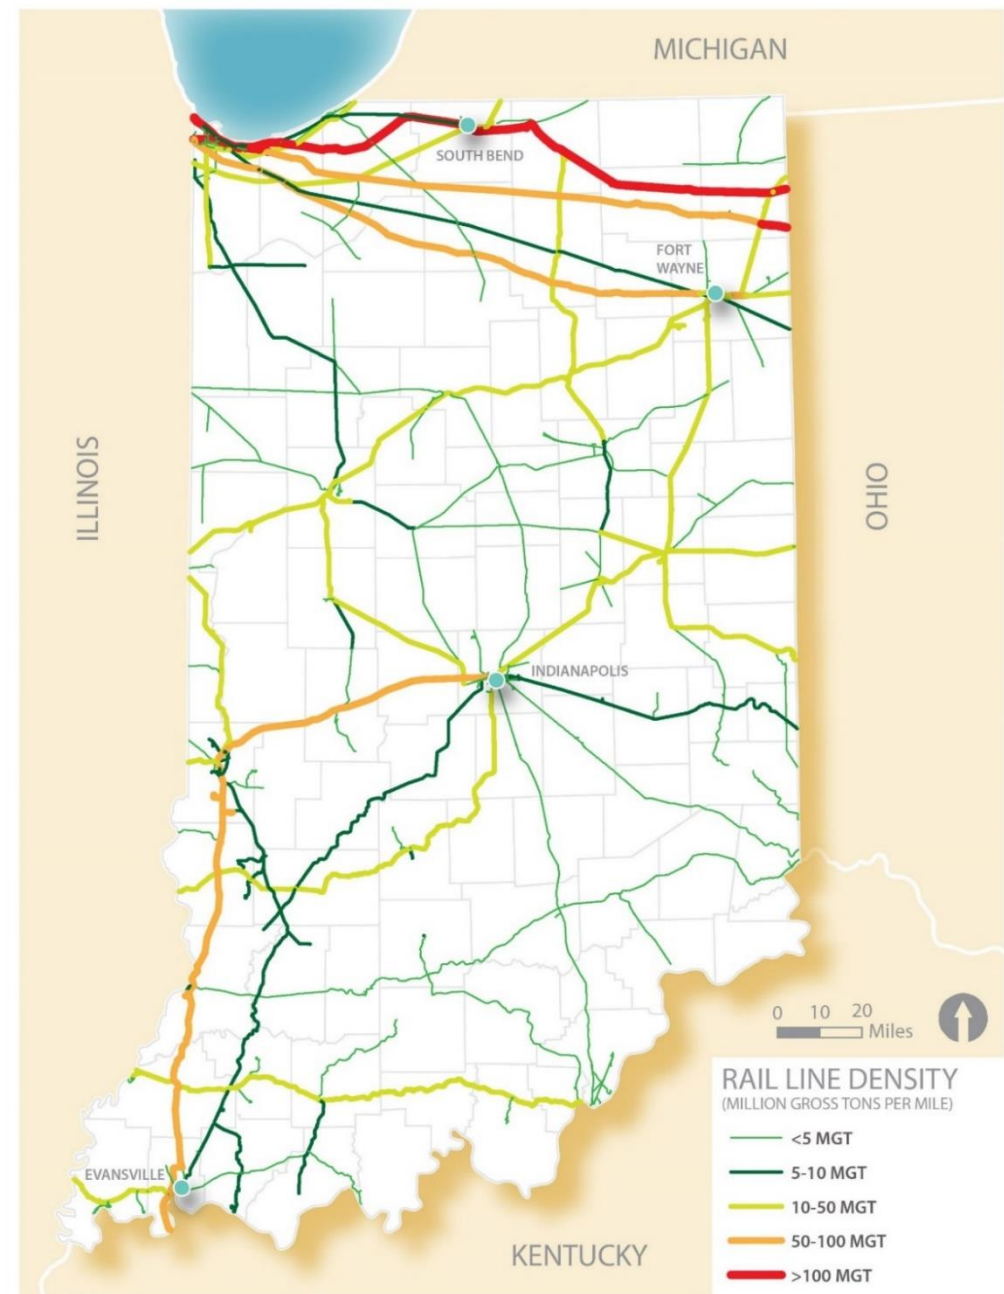 MICHIGAN
SOUTH BEND
FORT
WAYNE
ILLINOIS
OHIO
INDIANAPOLIS
0 10 20
Miles
EVANSVILLE
KENTUCKY
RAIL LINE DENSITY
(MILLION GROSS TONS PER MILE)
<5 MGT
5-10 MGT
10-50 MGT
50-100 MGT
>100 MGT